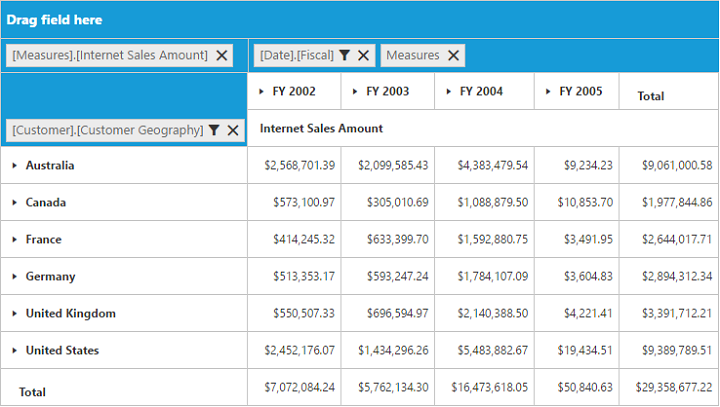 Drag field here
[Measures].[Internet Sales Amount] [Date].[Fiscal] Measures
FY 2002 FY 2003 FY 2004 FY 2005 Total
[Customer].[Customer Geography] Internet Sales Amount
Australia $2,568,701.39 $2,099,585.43 $4,383,479.54 $9,234.23 $9,061,000.58
Canada $573,100.97 $305,010.69 $1,088,879.50 $10,853.70 $1,977,844.86
France $414,245.32 $633,399.70 $1,592,880.75 $3,491.95 $2,644,017.71
Germany $513,353.17 $593,247.24 $1,784,107.09 $3,604.83 $2,894,312.34
United Kingdom $550,507.33 $696,594.97 $2,140,388.50 $4,221.41 $3,391,712.21
United States $2,452,176.07 $1,434,296.26 $5,483,882.67 $19,434.51 $9,389,789.51
Total $7,072,084.24 $5,762,134.30 $16,473,618.05 $50,840.63 $29,358,677.22